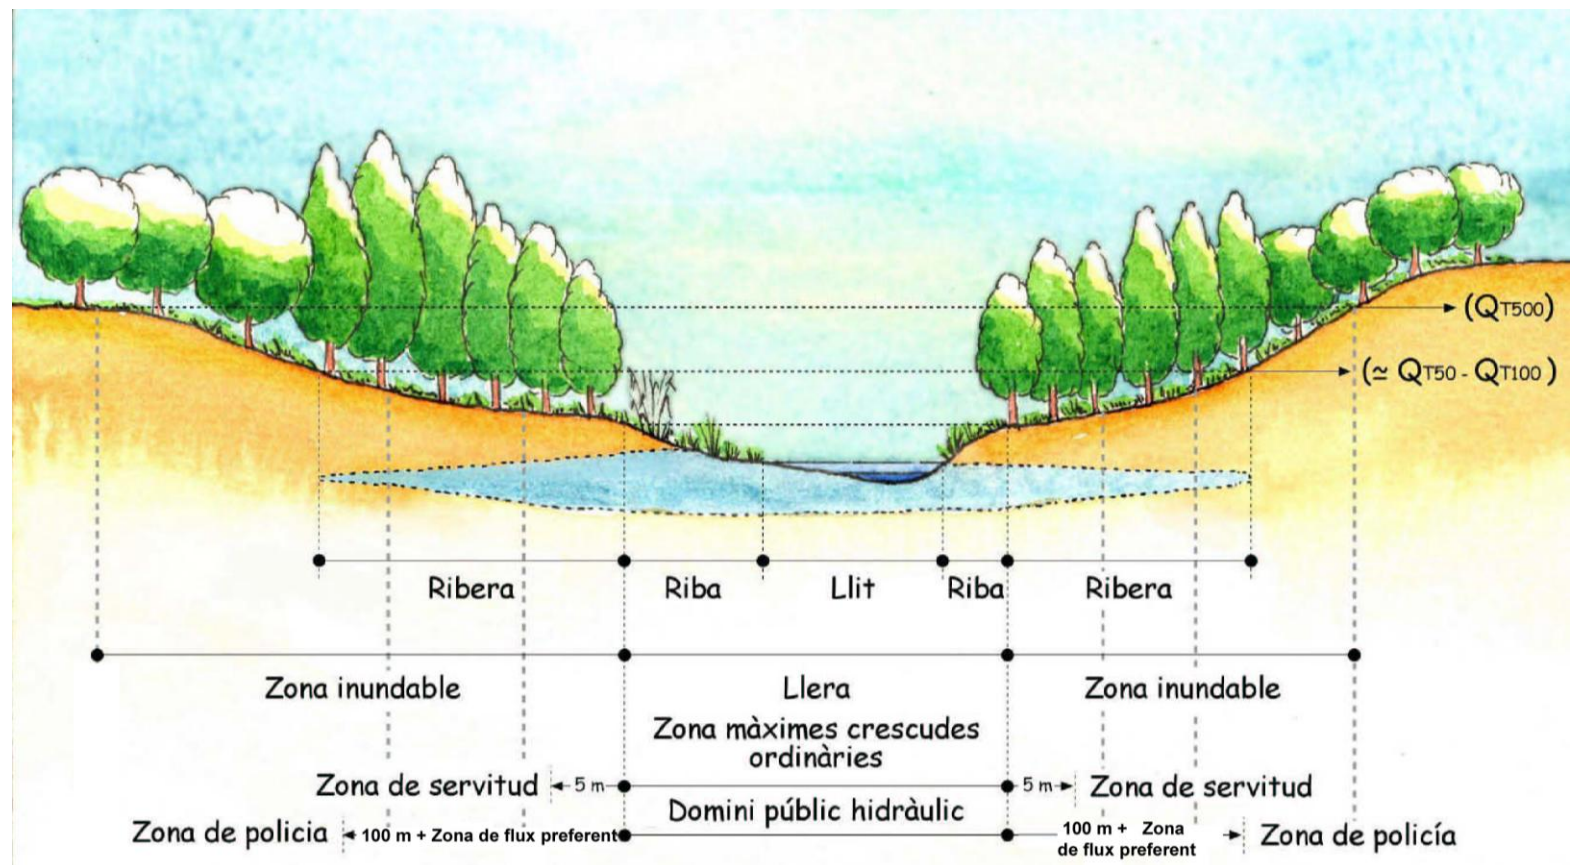 (QT500)
(≃ QT50 - QT100 )
Ribera
Riba
Llit
Riba
Ribera
Zona inundable
Llera
Zona inundable
Zona màximes crescudes
ordinàries
Zona de servitud
5 m
5 m
Zona de servitud
Domini públic hidràulic
Zona de policia
100 m + Zona de flux preferent
100 m + Zona
de flux preferent
Zona de policía